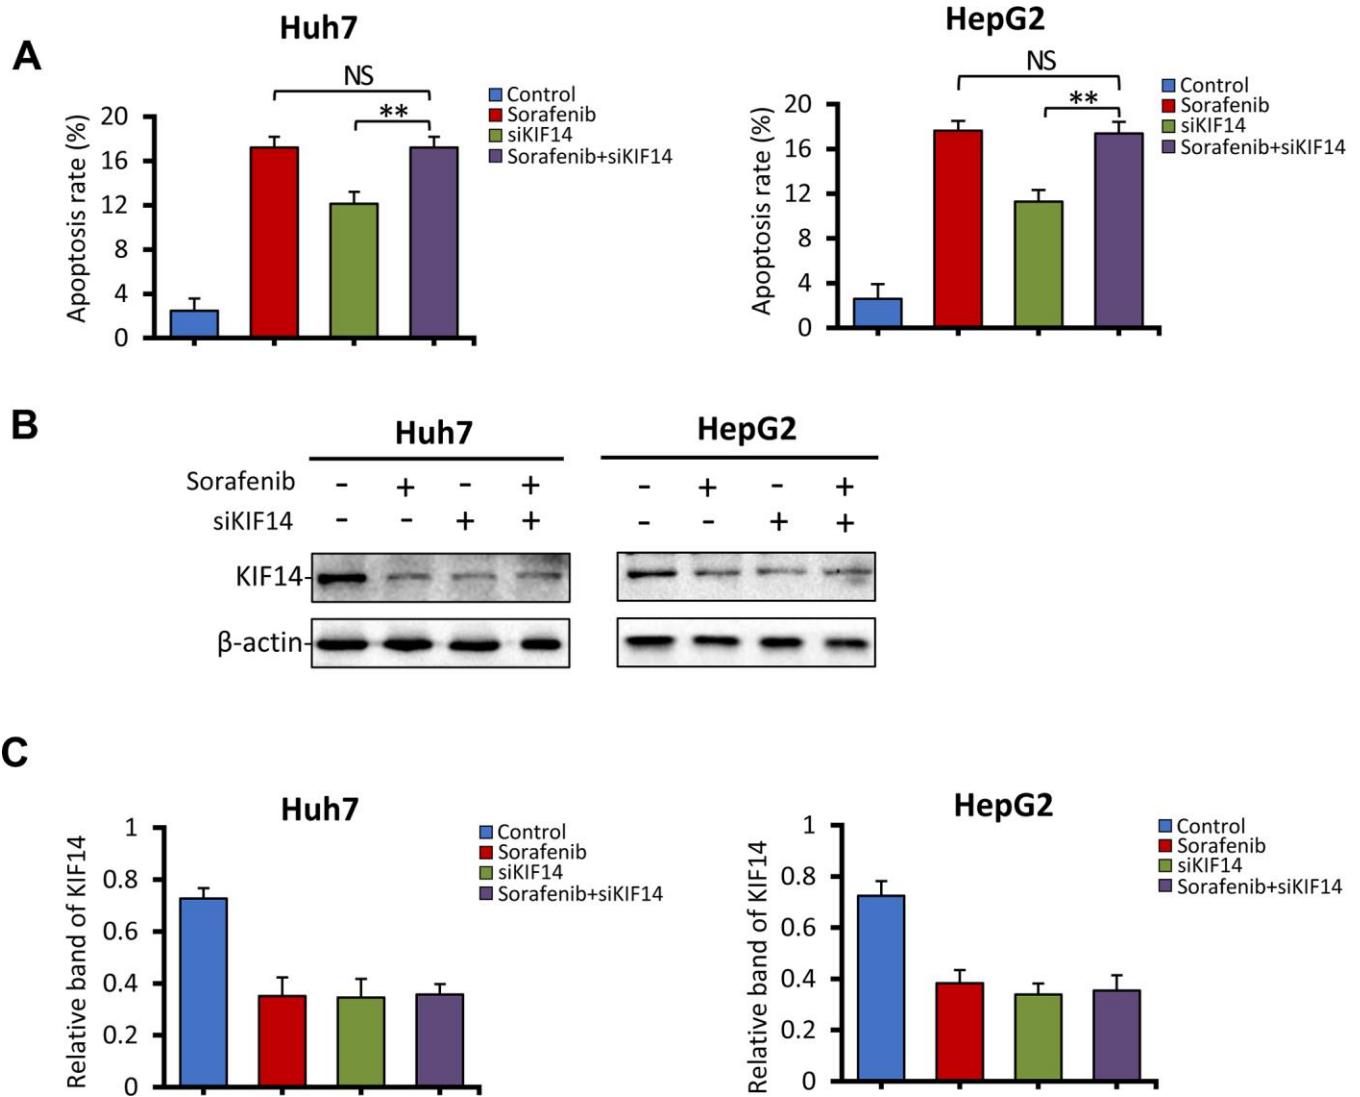 A
Huh7
NS
**
Apoptosis rate (%)
20
16
12
8
4
0
Control
Sorafenib
siKIF14
Sorafenib+siKIF14
HepG2
NS
**
Apoptosis rate (%)
20
16
12
8
4
0
Control
Sorafenib
siKIF14
Sorafenib+siKIF14
B
Huh7 HepG2
Sorafenib - + - + - + - +
siKIF14 - - + + - - + +
KIF14-
β-actin-
C
Huh7
Relative band of KIF14
1
0.8
0.6
0.4
0.2
0
Control
Sorafenib
siKIF14
Sorafenib+siKIF14
HepG2
Relative band of KIF14
1
0.8
0.6
0.4
0.2
0
Control
Sorafenib
siKIF14
Sorafenib+siKIF14